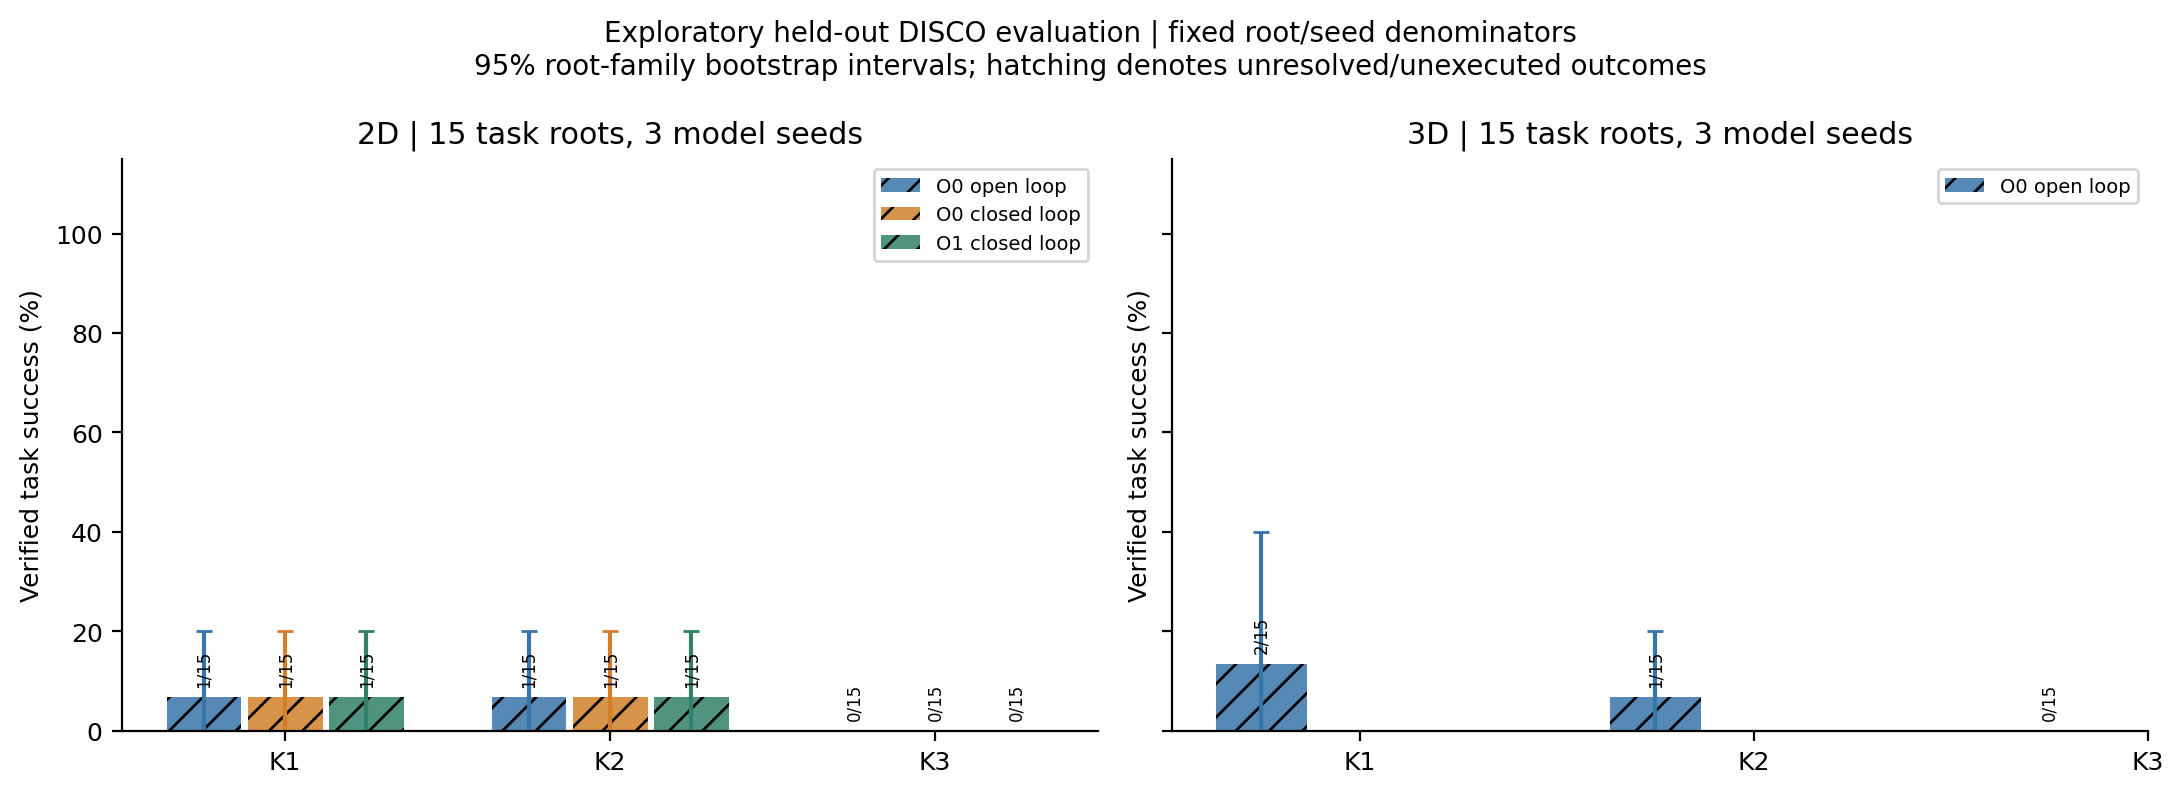 Exploratory held-out DISCO evaluation | fixed root/seed denominators
95% root-family bootstrap intervals; hatching denotes unresolved/unexecuted outcomes
2D | 15 task roots, 3 model seeds
Verified task success (%)
100
80
60
40
20
0
O0 open loop
O0 closed loop
O1 closed loop
1/15
1/15
1/15
1/15
1/15
1/15
0/15
0/15
0/15
K1
K2
K3
3D | 15 task roots, 3 model seeds
Verified task success (%)
O0 open loop
2/15
1/15
0/15
K1
K2
K3